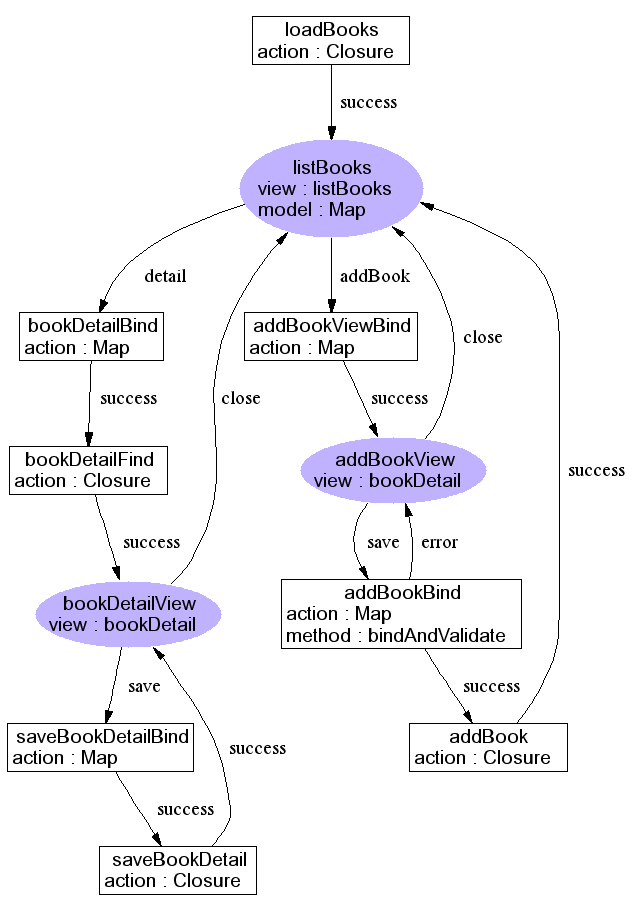 loadBooks
action : Closure
success
listBooks
view : listBooks
model : Map
detail
addBook
bookDetailBind
action : Map
addBookViewBind
action : Map
close
success
close
success
bookDetailFind
action : Closure
addBookView
view : bookDetail
success
success
save
error
bookDetailView
view : bookDetail
addBookBind
action : Map
method : bindAndValidate
save
success
saveBookDetailBind
action : Map
success
addBook
action : Closure
success
saveBookDetail
action : Closure